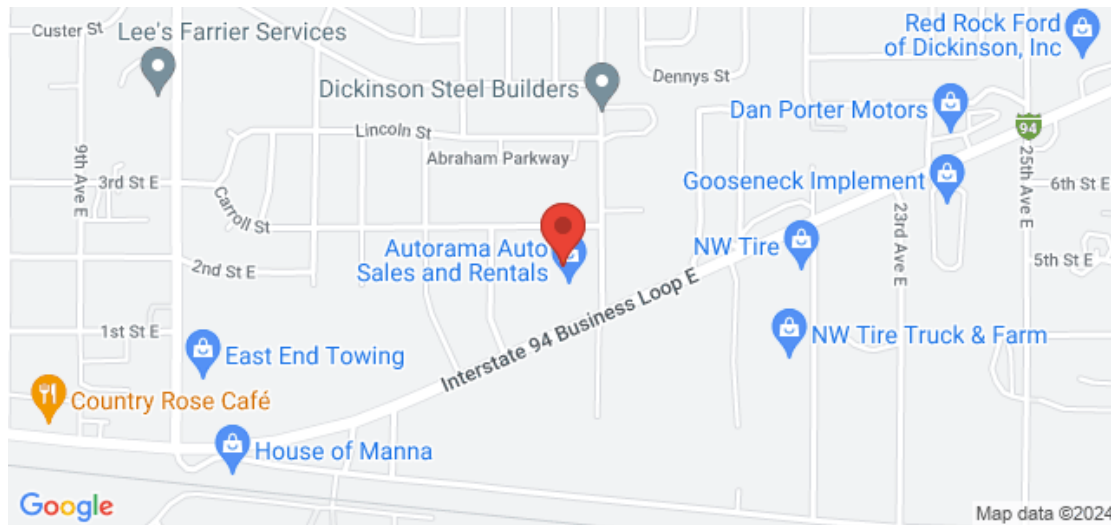 Custer St
Lee's Farrier Services
Red Rock Ford
of Dickinson, Inc
Dennys St
Dickinson Steel Builders
Dan Porter Motors
94
Lincoln St
Abraham Parkway
9th Ave E
3rd St E
Carroll St
Gooseneck Implement
25th Ave E
6th St E
23rd Ave E
Autorama Auto
Sales and Rentals
NW Tire
2nd St E
5th St E
Interstate 94 Business Loop E
1st St E
East End Towing
NW Tire Truck & Farm
Country Rose Café
House of Manna
Google
Map data ©2024